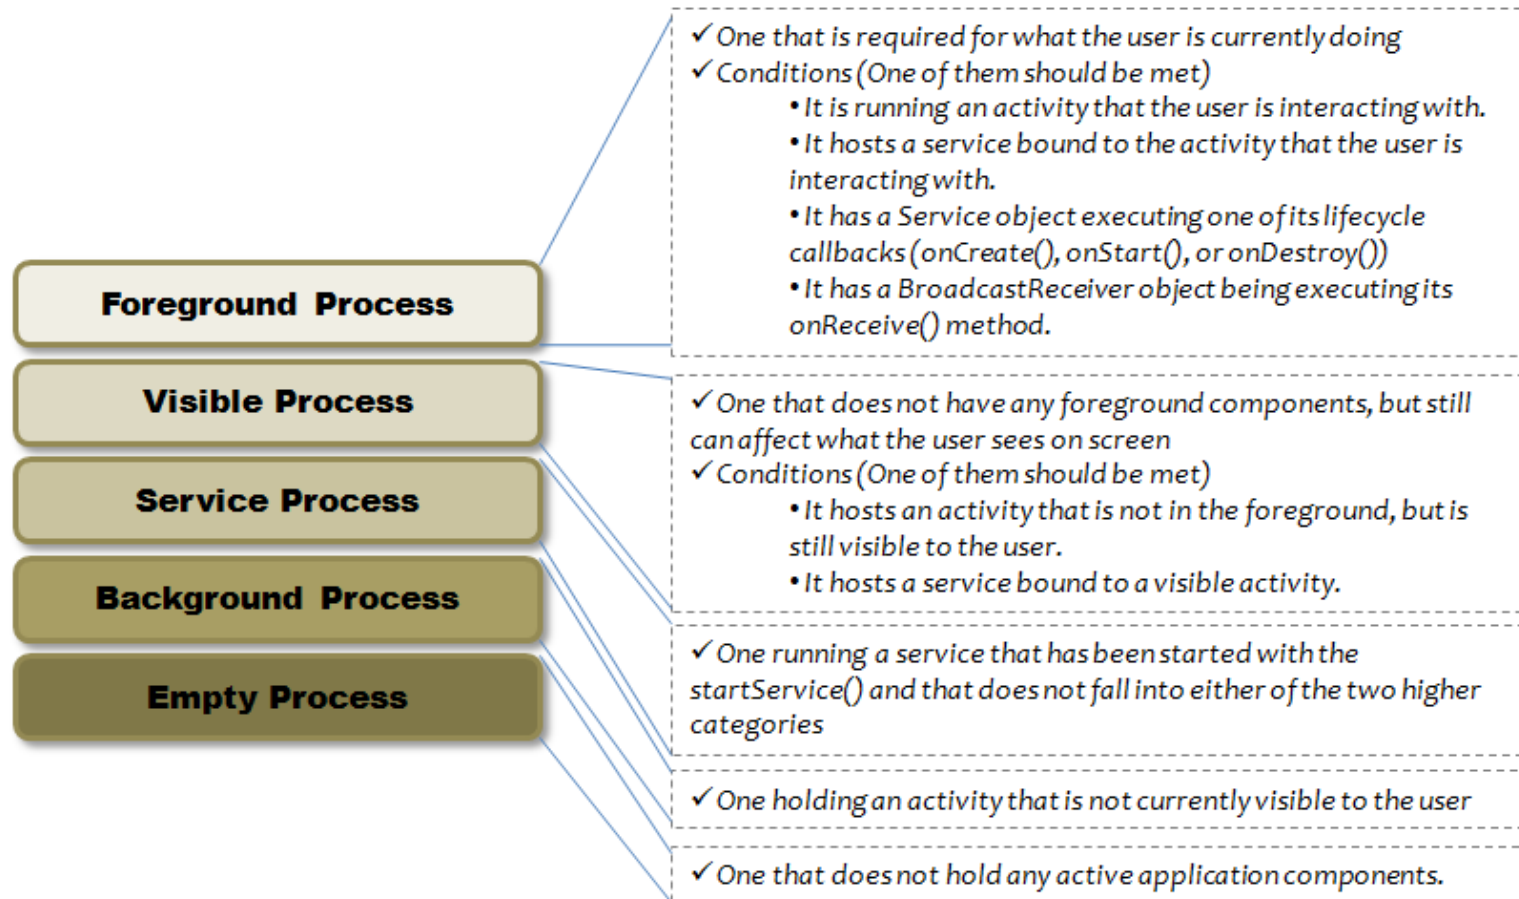 Foreground Process
Visible Process
Service Process
Background Process
Empty Process
✓ One that is required for what the user is currently doing
✓ Conditions (One of them should be met)
• It is running an activity that the user is interacting with.
• It hosts a service bound to the activity that the user is
interacting with.
• It has a Service object executing one of its lifecycle
callbacks (onCreate(), onStart(), or onDestroy())
• It has a BroadcastReceiver object being executing its
onReceive() method.
✓ One that does not have any foreground components, but still
can affect what the user sees on screen
✓ Conditions (One of them should be met)
• It hosts an activity that is not in the foreground, but is
still visible to the user.
• It hosts a service bound to a visible activity.
✓ One running a service that has been started with the
startService() and that does not fall into either of the two higher
categories
✓ One holding an activity that is not currently visible to the user
✓ One that does not hold any active application components.